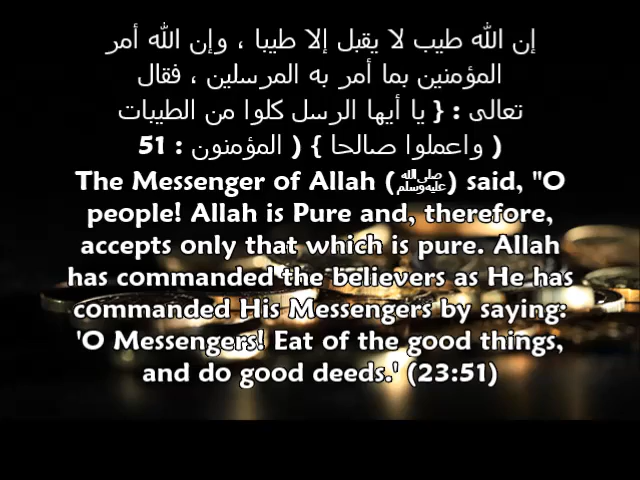 إن الله طيب لا يقبل إلا طيبا ، وإن الله أمر
المؤمنين بما أمر به المرسلين ، فقال
تعالى : { يا أيها الرسل كلوا من الطيبات
واعملوا صالحا } ( المؤمنون : 51 )
The Messenger of Allah (ﷺ) said, "O
people! Allah is Pure and, therefore,
accepts only that which is pure. Allah
has commanded the believers as He has
commanded His Messengers by saying:
'O Messengers! Eat of the good things,
and do good deeds.' (23:51)